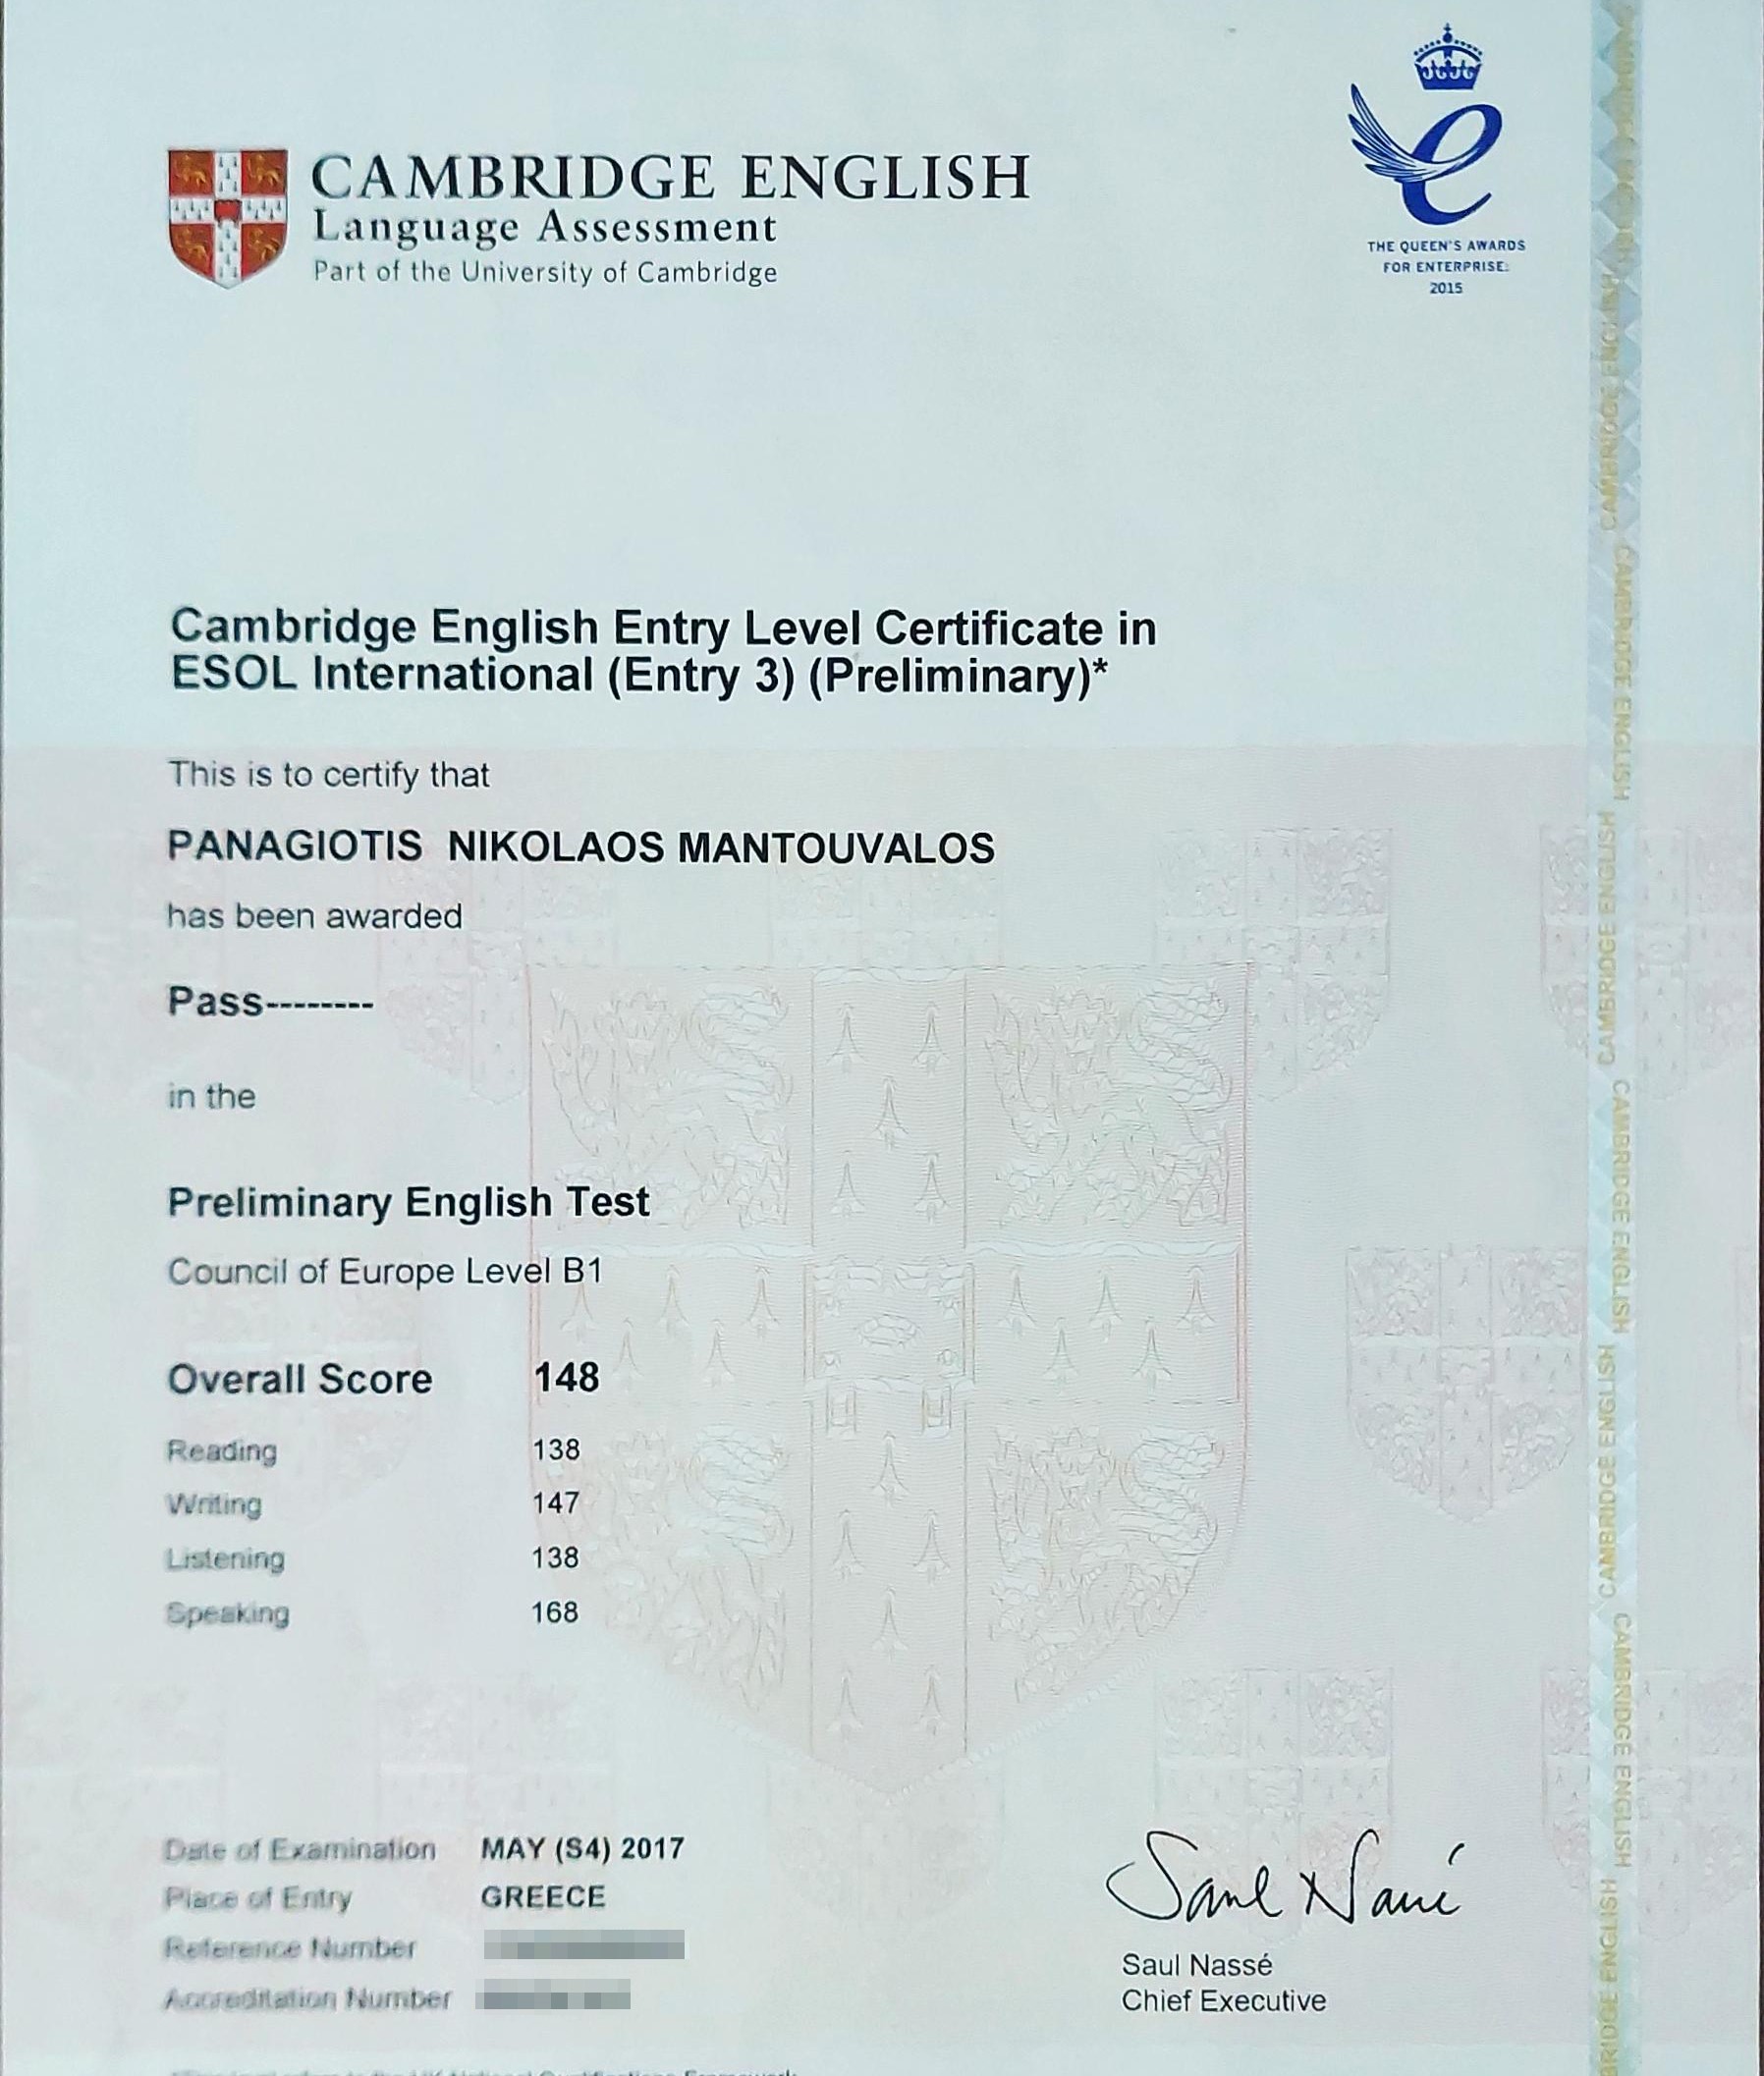 CAMBRIDGE ENGLISH
Language Assessment
Part of the University of Cambridge
THE QUEEN'S AWARDS
FOR ENTERPRISE:
2015
Cambridge English Entry Level Certificate in
ESOL International (Entry 3) (Preliminary)*
This is to certify that
PANAGIOTIS NIKOLAOS MANTOUVALOS
has been awarded
Pass--------
in the
Preliminary English Test
Council of Europe Level B1
Overall Score 148
Reading 138
Writing 147
Listening 138
Speaking 168
Date of Examination MAY (S4) 2017
Place of Entry GREECE
Reference Number
Accreditation Number
Saul Nassé
Saul Nassé
Chief Executive
CAMBRIDGE ENGLISH CAMBRIDGE ENGLISH CAMBRIDGE ENGLISH CAMBRIDGE ENGLISH CAMBRIDGE ENGLISH CAMBRIDGE ENGLISH